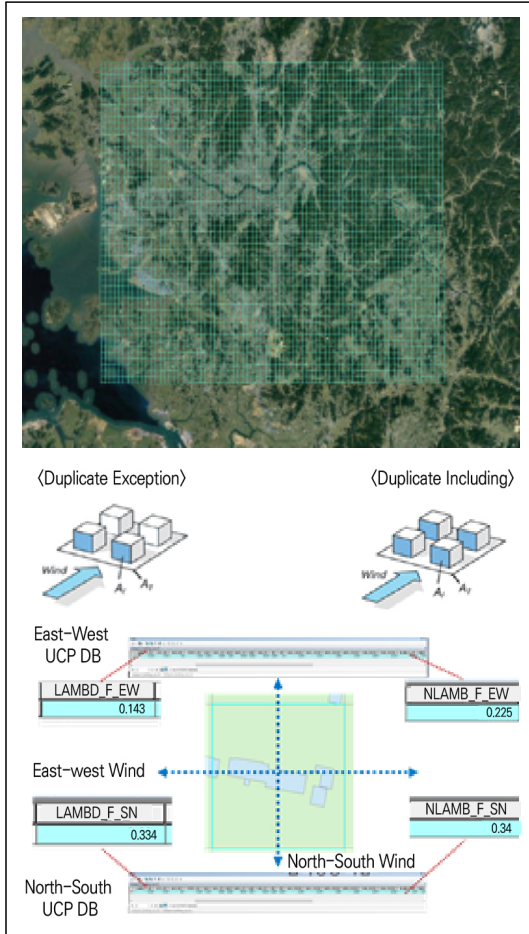 〈Duplicate Exception〉
〈Duplicate Including〉
Wind
Af
AT
Wind
Af
AT
East-West
UCP DB
LAMBD_F_EW
0.143
NLAMB_F_EW
0.225
East-west Wind
LAMBD_F_SN
0.334
NLAMB_F_SN
0.34
North-South Wind
North-South
UCP DB